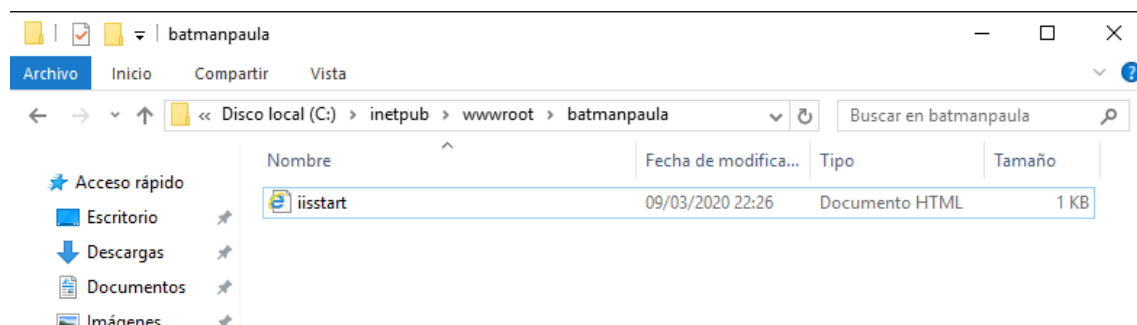 batmanpaula
Archivo Inicio Compartir Vista
« Disco local (C:) > inetpub > wwwroot > batmanpaula Buscar en batmanpaula
Nombre Fecha de modifica... Tipo Tamaño
Acceso rápido
iisstart 09/03/2020 22:26 Documento HTML 1 KB
Escritorio
Descargas
Documentos
Imágenes